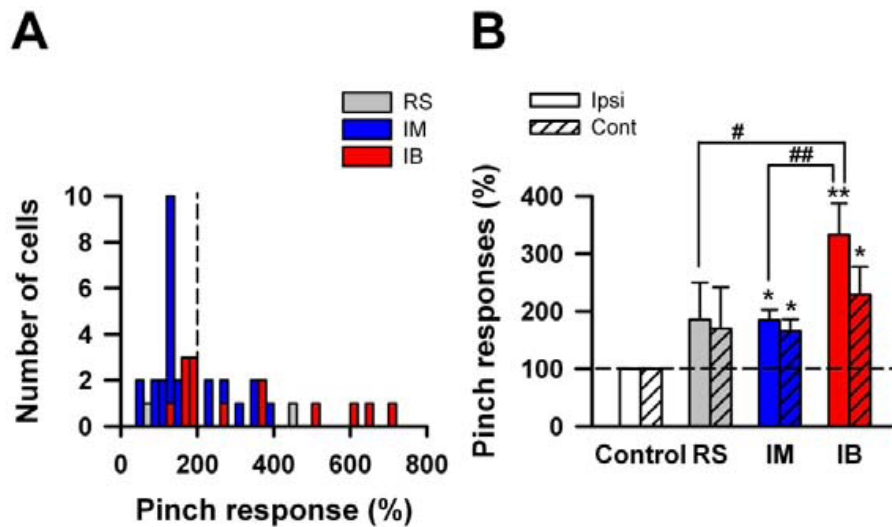 A
RS
IM
IB
Number of cells
10
8
6
4
2
0
0 200 400 600 800
Pinch response (%)
B
Ipsi
Cont
#
##
**
*
* *
Pinch responses (%)
400
300
200
100
0
Control RS IM IB